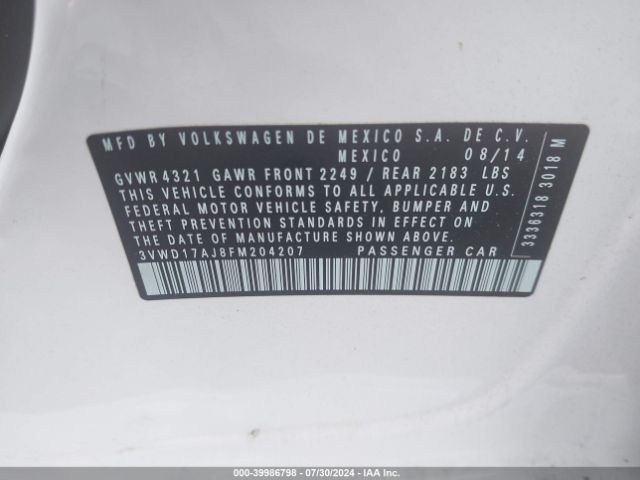 MFD BY VOLKSWAGEN DE MEXICO S.A. DE C.V.
MEXICO 08/14
GVWR 4321 GAWR FRONT 2249 / REAR 2183 LBS
THIS VEHICLE CONFORMS TO ALL APPLICABLE U.S.
FEDERAL MOTOR VEHICLE SAFETY, BUMPER AND
THEFT PREVENTION STANDARDS IN EFFECT ON
THE DATE OF MANUFACTURE SHOWN ABOVE.
3VWD17AJ8FM204207 PASSENGER CAR
3336318 3018 M
000-39986798 - 07/30/2024 - IAA Inc.